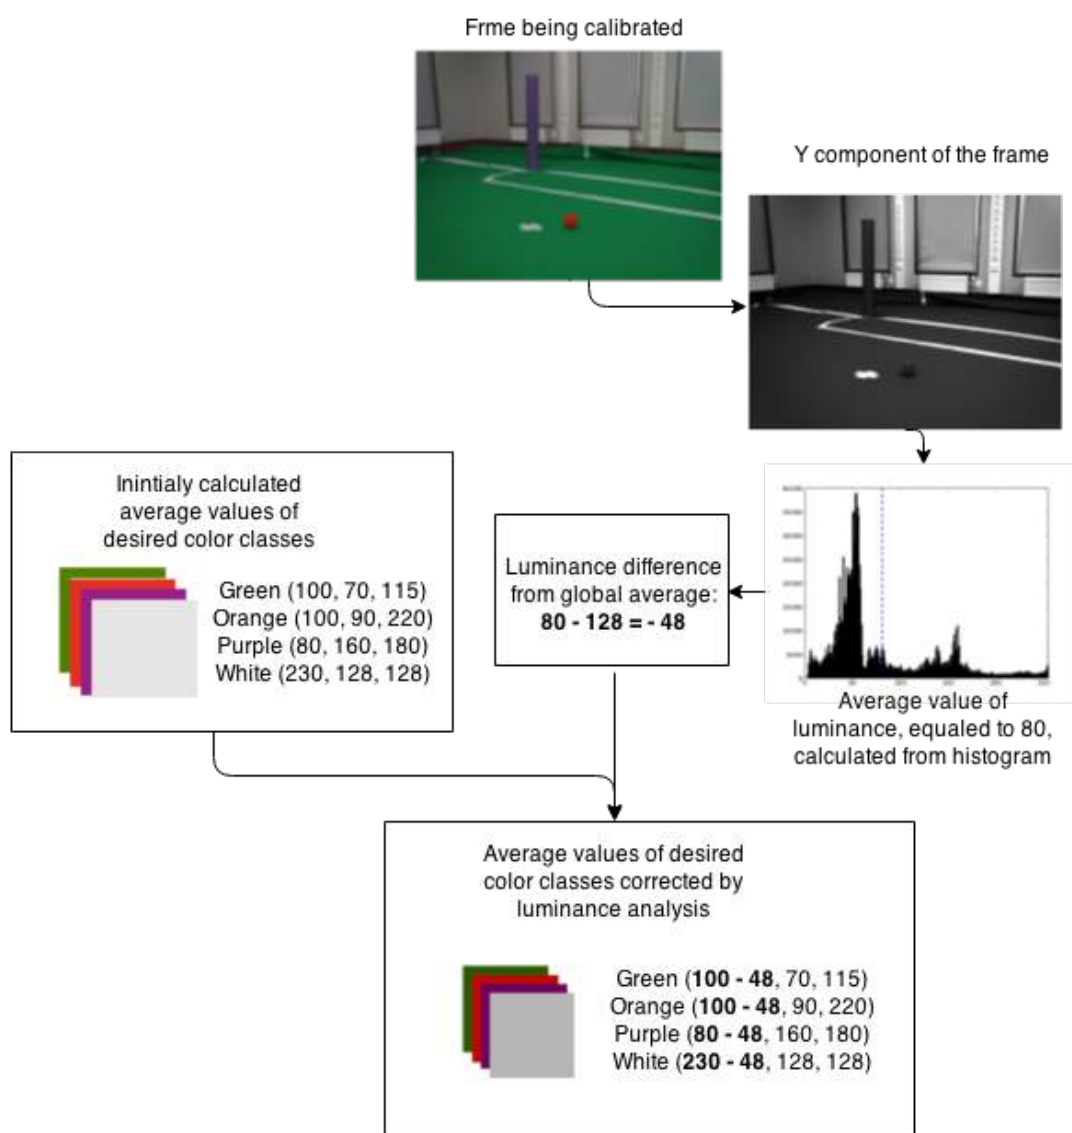 Frme being calibrated
Y component of the frame
Inintialy calculated
average values of
desired color classes
Green (100, 70, 115)
Orange (100, 90, 220)
Purple (80, 160, 180)
White (230, 128, 128)
Luminance difference
from global average:
80 - 128 = - 48
Average value of
luminance, equaled to 80,
calculated from histogram
Average values of desired
color classes corrected by
luminance analysis
Green (100 - 48, 70, 115)
Orange (100 - 48, 90, 220)
Purple (80 - 48, 160, 180)
White (230 - 48, 128, 128)